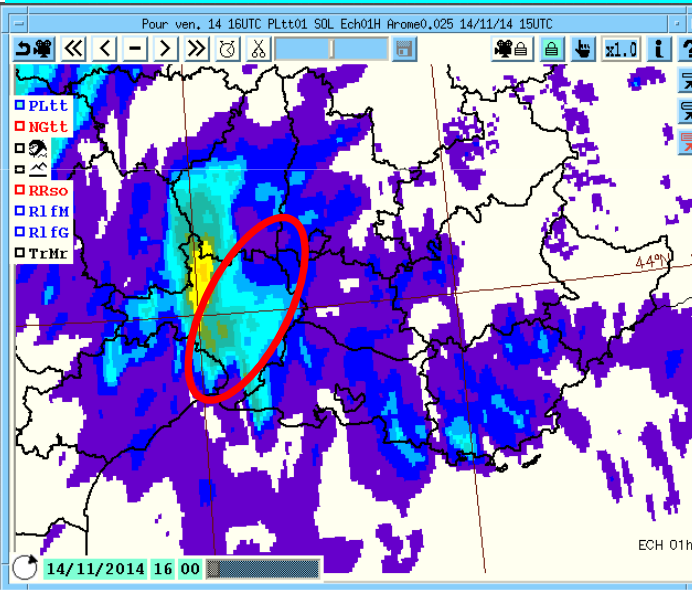 Pour ven. 14 16UTC PLtt01 SOL Ech01H Arome0.025 14/11/14 15UTC
x1.0 i ?
PLtt
NGtt
RRso
RlfM
RlfG
TrMr
44°N
ECH 01h
14/11/2014 16 00